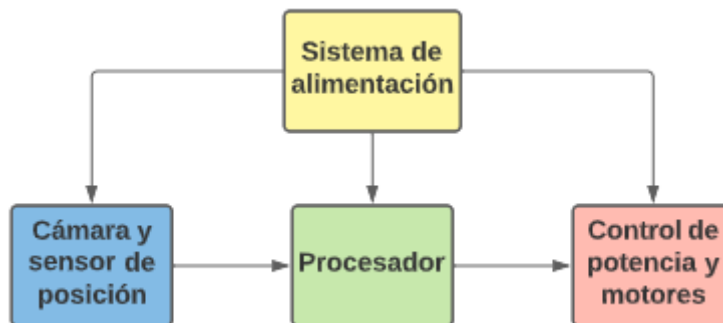 Sistema de
alimentación
Cámara y
sensor de
posición
Procesador
Control de
potencia y
motores